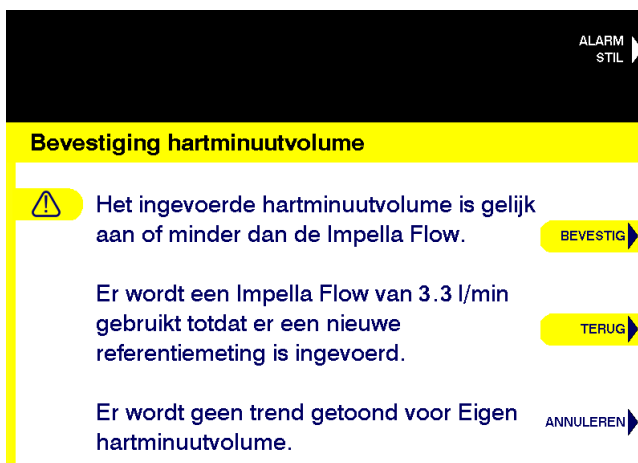 ALARM
STIL
Bevestiging hartminuutvolume
Het ingevoerde hartminuutvolume is gelijk
aan of minder dan de Impella Flow.
BEVESTIG
Er wordt een Impella Flow van 3.3 l/min
gebruikt totdat er een nieuwe
referentiemeting is ingevoerd.
TERUG
Er wordt geen trend getoond voor Eigen
hartminuutvolume.
ANNULEREN